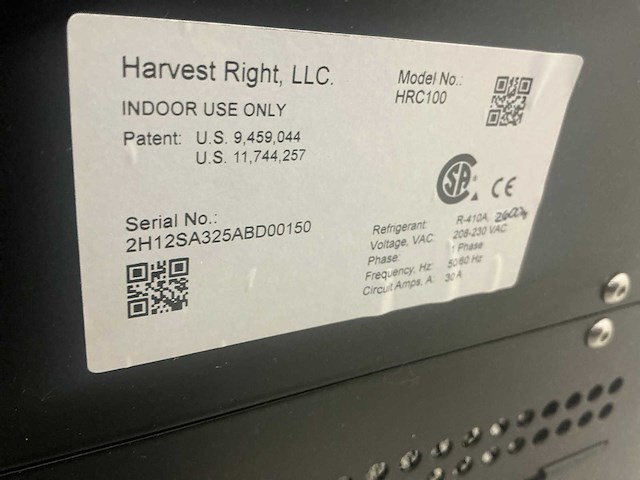 Harvest Right, LLC.
INDOOR USE ONLY
Patent: U.S. 9,459,044
U.S. 11,744,257
Model No.:
HRC100
SA
CE
Serial No.:
2H12SA325ABD00150
Refrigerant: R-410A,
Voltage, VAC: 208-230 VAC
Phase: 1 Phase
Frequency, Hz: 50/60 Hz
Circuit Amps, A: 30 A